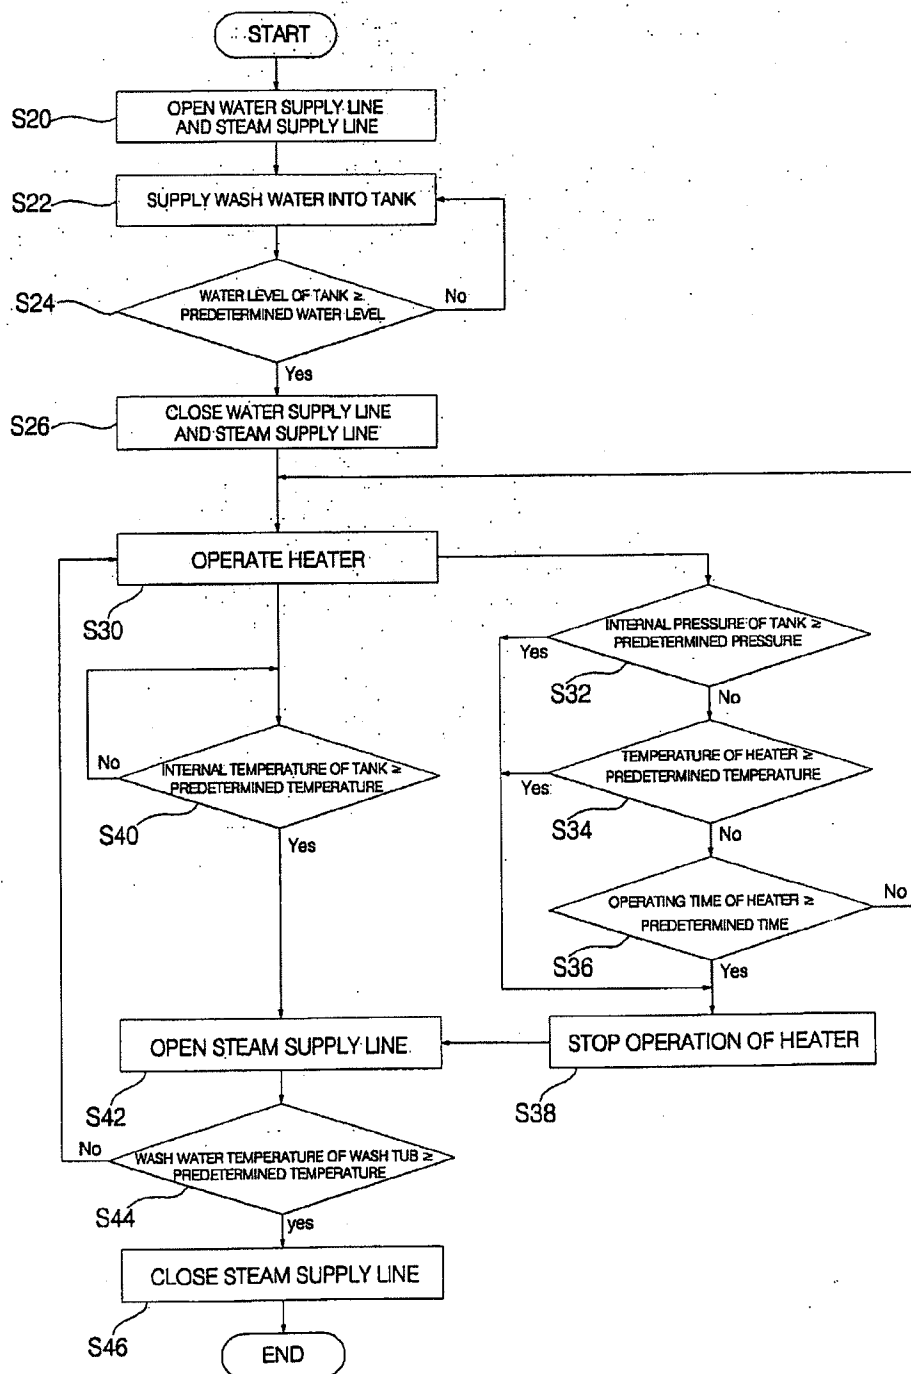 START
S20
OPEN WATER SUPPLY LINE
AND STEAM SUPPLY LINE
S22
SUPPLY WASH WATER INTO TANK
S24
WATER LEVEL OF TANK ≥
PREDETERMINED WATER LEVEL
No
Yes
S26
CLOSE WATER SUPPLY LINE
AND STEAM SUPPLY LINE
OPERATE HEATER
S30
INTERNAL PRESSURE OF TANK ≥
PREDETERMINED PRESSURE
Yes
S32
No
TEMPERATURE OF HEATER ≥
PREDETERMINED TEMPERATURE
Yes
S34
No
OPERATING TIME OF HEATER ≥
PREDETERMINED TIME
No
S36
Yes
STOP OPERATION OF HEATER
S38
No
INTERNAL TEMPERATURE OF TANK ≥
PREDETERMINED TEMPERATURE
S40
Yes
OPEN STEAM SUPPLY LINE
S42
No
WASH WATER TEMPERATURE OF WASH TUB ≥
PREDETERMINED TEMPERATURE
S44
yes
CLOSE STEAM SUPPLY LINE
S46
END